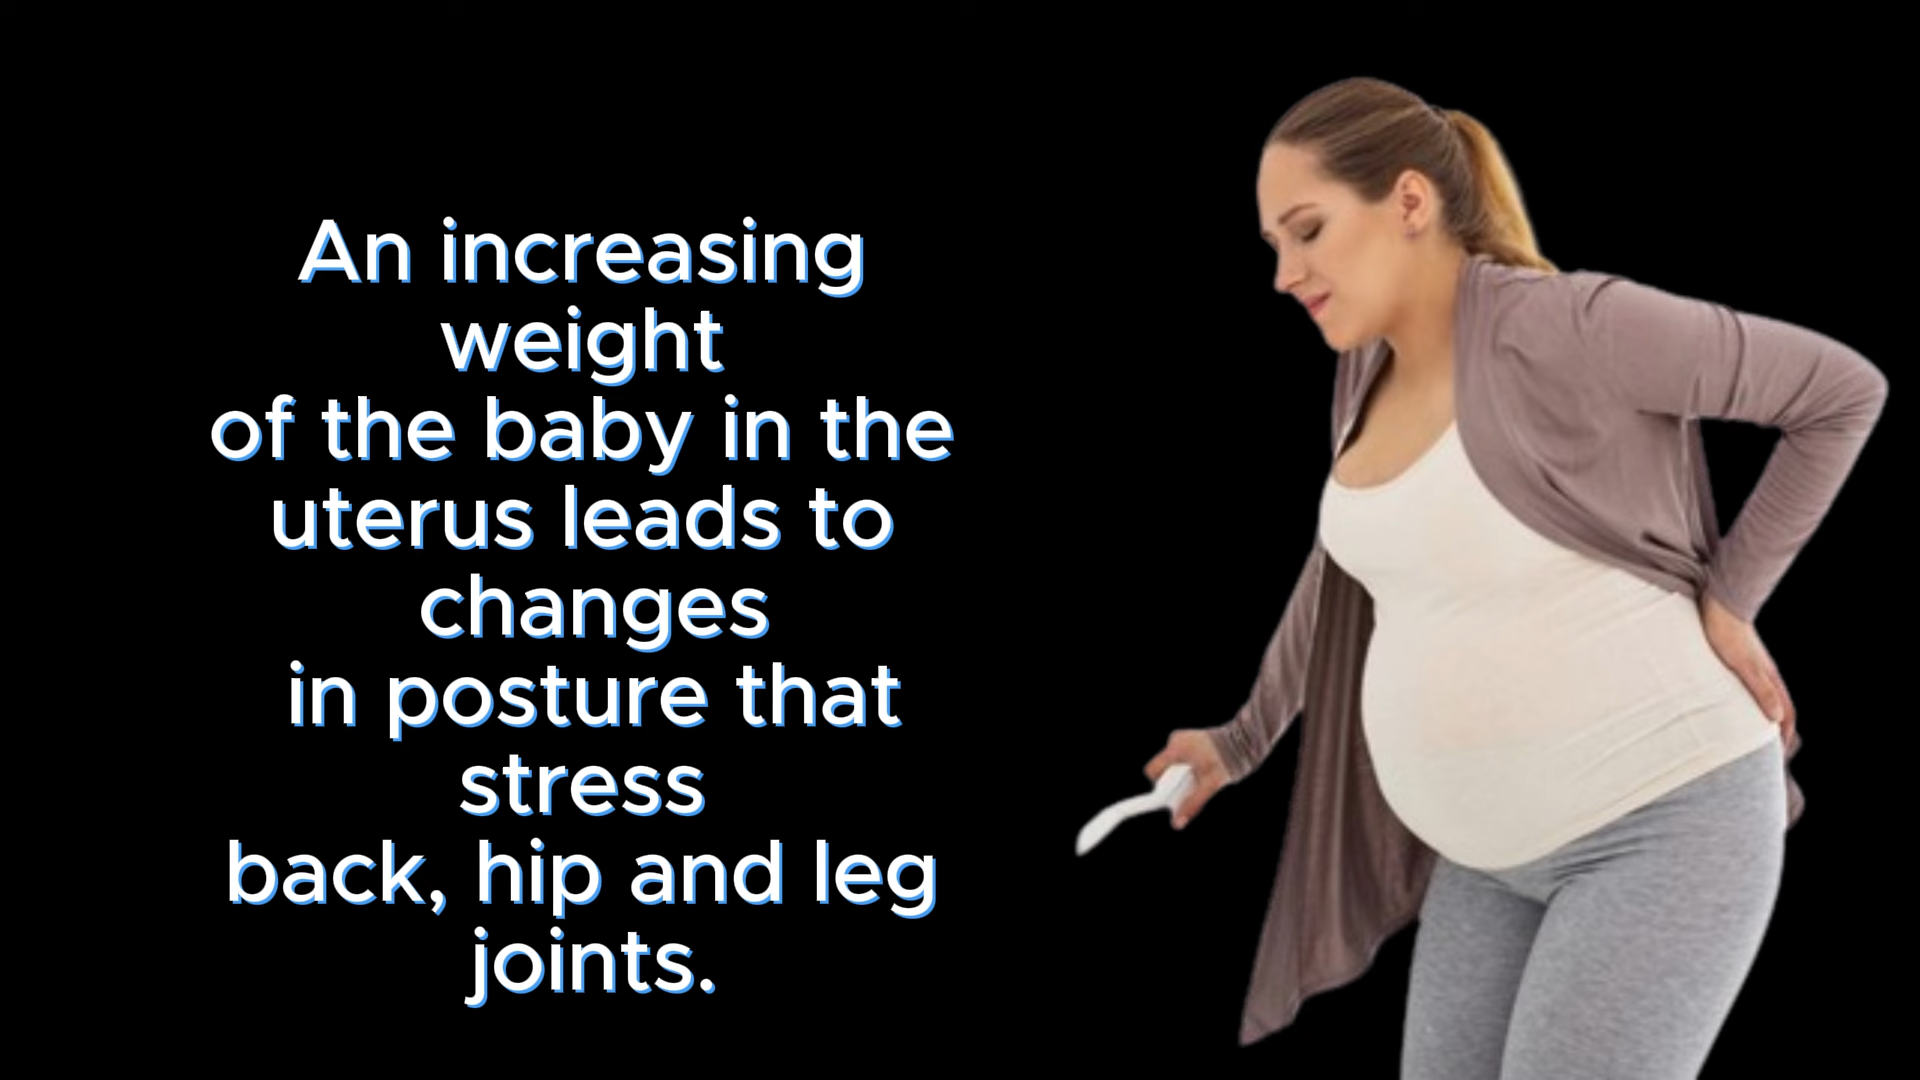 An increasing
weight
of the baby in the
uterus leads to
changes
in posture that
stress
back, hip and leg
joints.